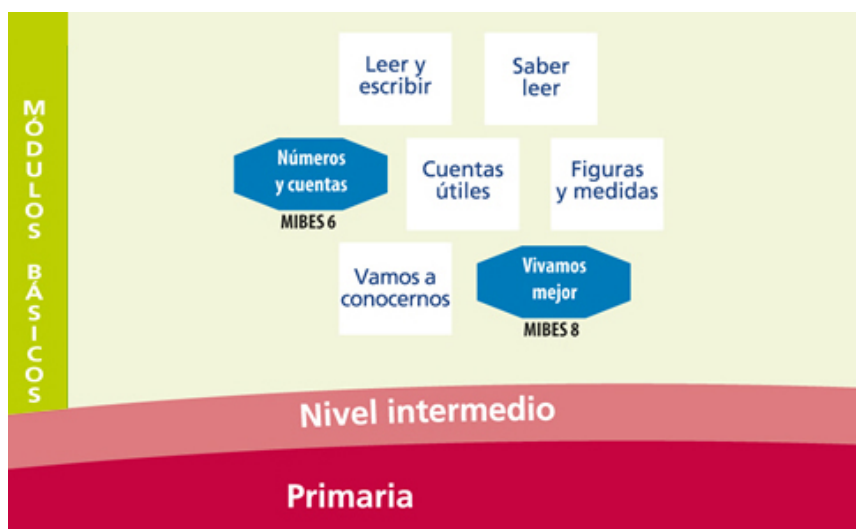 MÓDULOS BÁSICOS
Leer y
escribir
Saber
leer
Números
y cuentas
MIBES 6
Cuentas
útiles
Figuras
y medidas
Vamos a
conocernos
Vivamos
mejor
MIBES 8
Nivel intermedio
Primaria